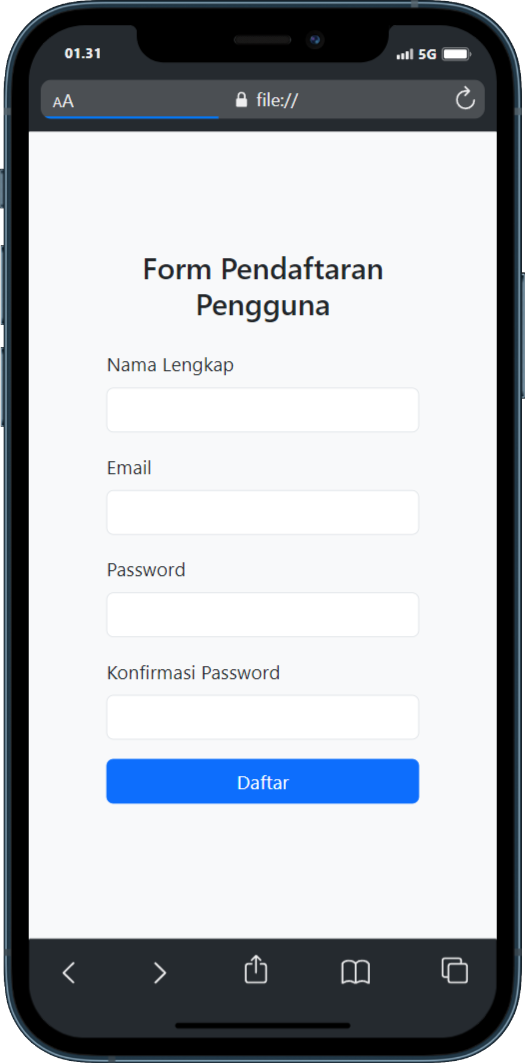 01.31
5G
AA
file://
Form Pendaftaran
Pengguna
Nama Lengkap
Email
Password
Konfirmasi Password
Daftar